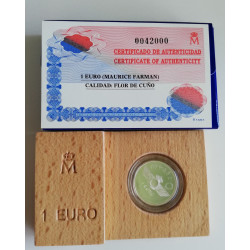 0042000
CERTIFICADO DE AUTENTICIDAD
CERTIFICATE OF AUTHENTICITY
1 EURO (MAURICE FARMAN)
CALIDAD: FLOR DE CUÑO
M
1 EURO